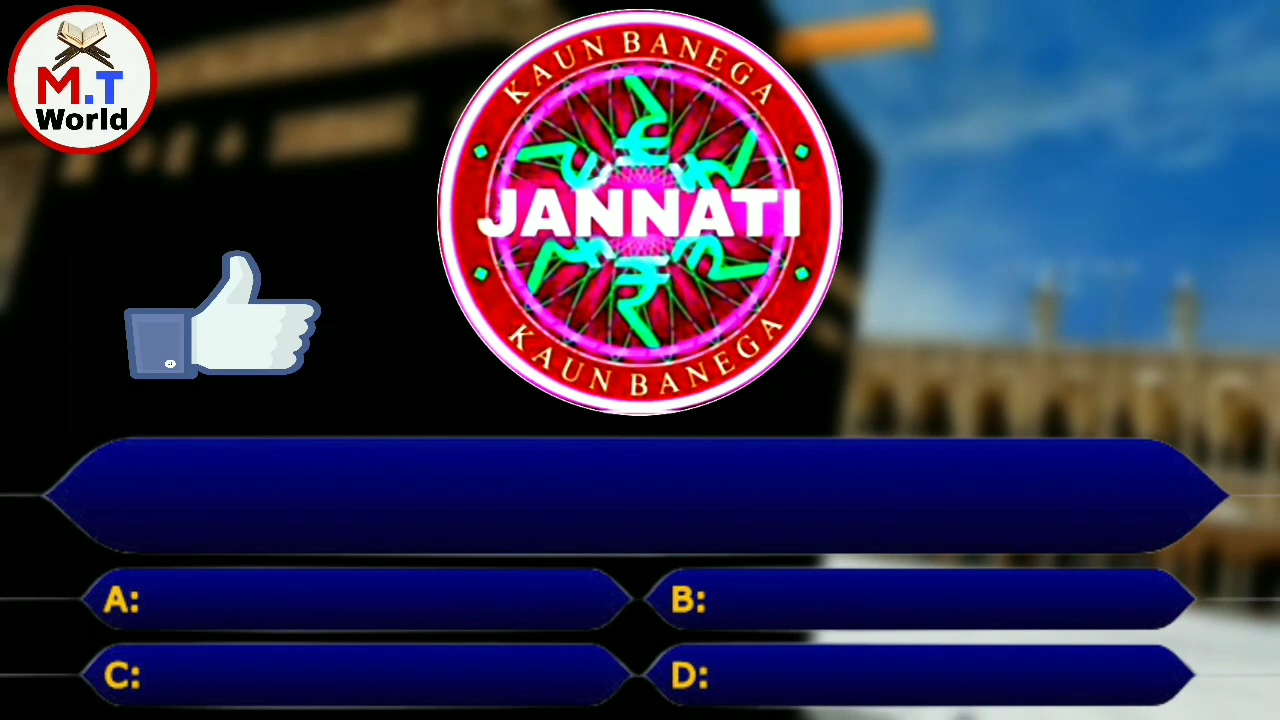 M.T
World
KAUN BANEGA
JANNATI
KAUN BANEGA
A:
B:
C:
D: